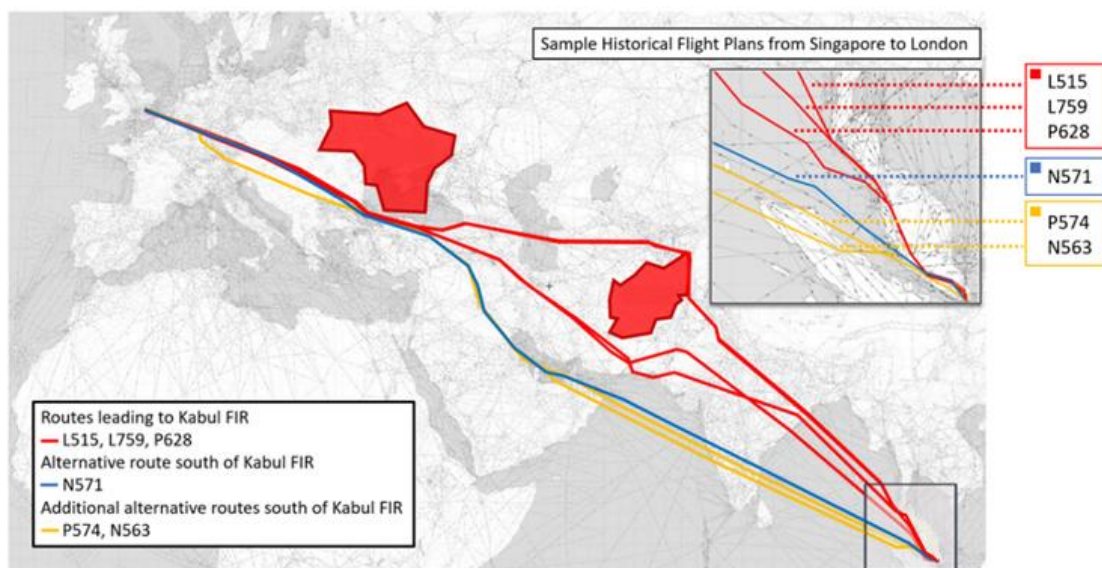 Sample Historical Flight Plans from Singapore to London
L515
L759
P628
N571
P574
N563
Routes leading to Kabul FIR
L515, L759, P628
Alternative route south of Kabul FIR
N571
Additional alternative routes south of Kabul FIR
P574, N563